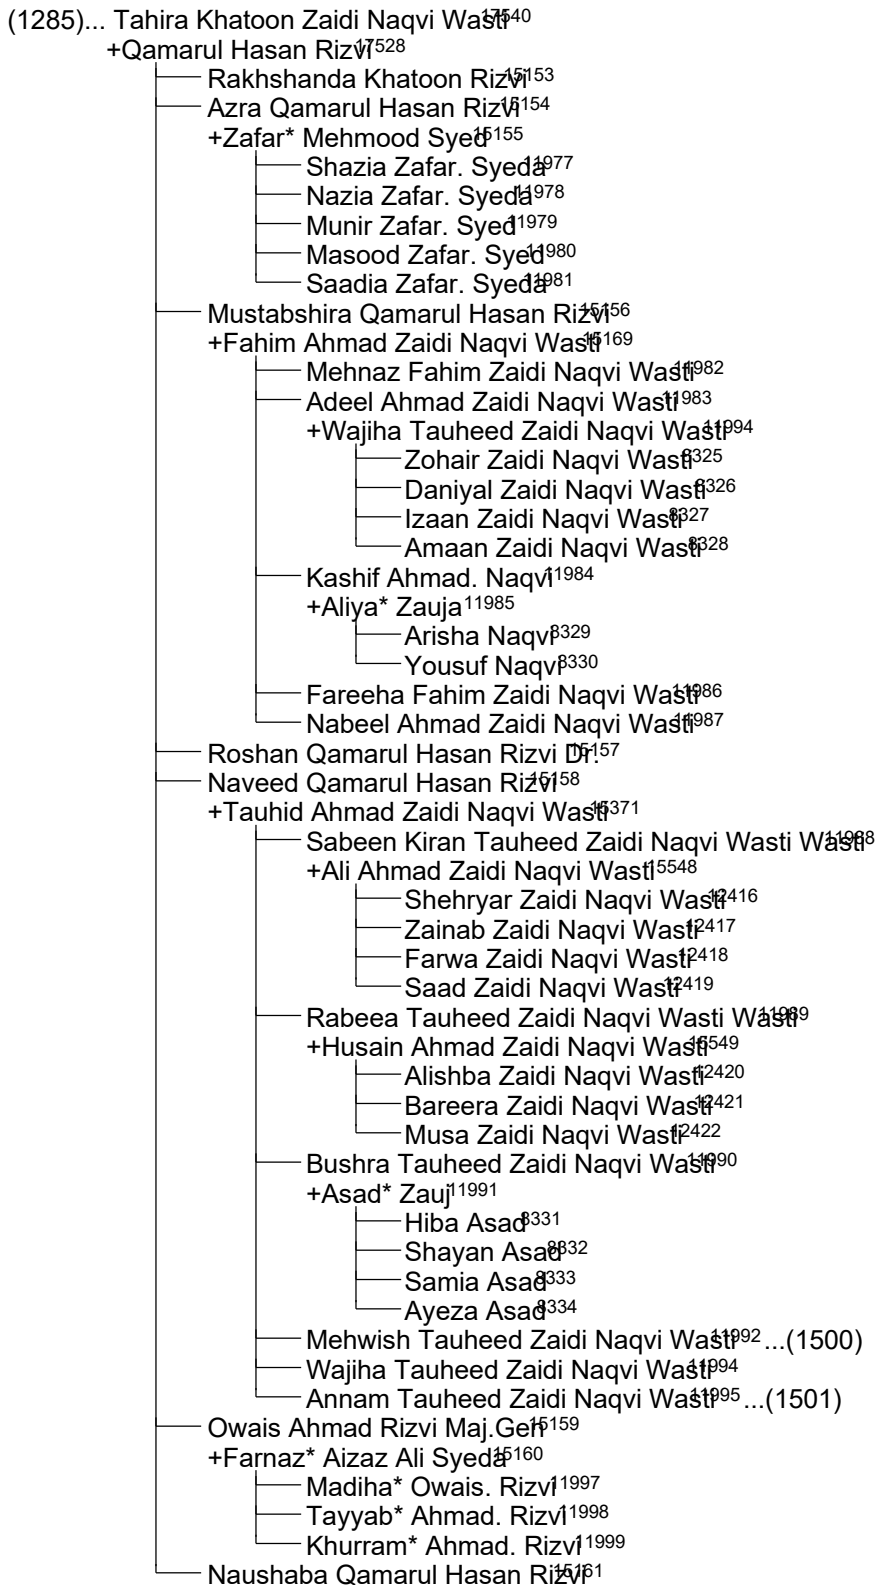 (1285)... Tahira Khatoon Zaidi Naqvi Wasti17540
+Qamarul Hasan Rizvi17528
Rakhshanda Khatoon Rizvi15153
Azra Qamarul Hasan Rizvi15154
+Zafar* Mehmood Syed15155
Shazia Zafar. Syeda11977
Nazia Zafar. Syeda11978
Munir Zafar. Syed11979
Masood Zafar. Syed11980
Saadia Zafar. Syeda11981
Mustabshira Qamarul Hasan Rizvi15156
+Fahim Ahmad Zaidi Naqvi Wasti15169
Mehnaz Fahim Zaidi Naqvi Wasti11982
Adeel Ahmad Zaidi Naqvi Wasti11983
+Wajiha Tauheed Zaidi Naqvi Wasti11994
Zohair Zaidi Naqvi Wasti8325
Daniyal Zaidi Naqvi Wasti8326
Izaan Zaidi Naqvi Wasti8327
Amaan Zaidi Naqvi Wasti8328
Kashif Ahmad. Naqvi11984
+Aliya* Zauja11985
Arisha Naqvi8329
Yousuf Naqvi8330
Fareeha Fahim Zaidi Naqvi Wasti11986
Nabeel Ahmad Zaidi Naqvi Wasti11987
Roshan Qamarul Hasan Rizvi Dr.15157
Naveed Qamarul Hasan Rizvi15158
+Tauhid Ahmad Zaidi Naqvi Wasti15371
Sabeen Kiran Tauheed Zaidi Naqvi Wasti Wasti11988
+Ali Ahmad Zaidi Naqvi Wasti15548
Shehryar Zaidi Naqvi Wasti12416
Zainab Zaidi Naqvi Wasti12417
Farwa Zaidi Naqvi Wasti12418
Saad Zaidi Naqvi Wasti12419
Rabeea Tauheed Zaidi Naqvi Wasti Wasti11989
+Husain Ahmad Zaidi Naqvi Wasti15549
Alishba Zaidi Naqvi Wasti12420
Bareera Zaidi Naqvi Wasti12421
Musa Zaidi Naqvi Wasti12422
Bushra Tauheed Zaidi Naqvi Wasti11990
+Asad* Zauj11991
Hiba Asad8331
Shayan Asad8332
Samia Asad8333
Ayeza Asad8334
Mehwish Tauheed Zaidi Naqvi Wasti11992 ...(1500)
Wajiha Tauheed Zaidi Naqvi Wasti11994
Annam Tauheed Zaidi Naqvi Wasti11995 ...(1501)
Owais Ahmad Rizvi Maj.Gen15159
+Farnaz* Aizaz Ali Syeda15160
Madiha* Owais. Rizvi11997
Tayyab* Ahmad. Rizvi11998
Khurram* Ahmad. Rizvi11999
Naushaba Qamarul Hasan Rizvi15161